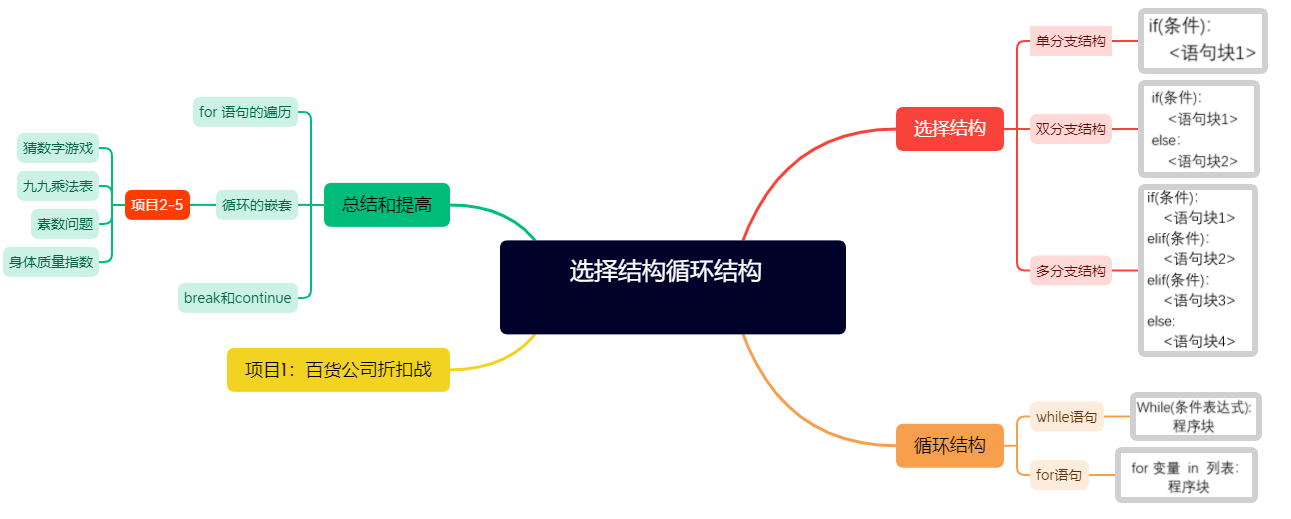 选择结构循环结构
选择结构
单分支结构
if(条件):
<语句块1>
双分支结构
if(条件):
<语句块1>
else:
<语句块2>
多分支结构
if(条件):
<语句块1>
elif(条件):
<语句块2>
elif(条件):
<语句块3>
else:
<语句块4>
循环结构
while语句
While(条件表达式):
程序块
for语句
for 变量 in 列表:
程序块
总结和提高
for 语句的遍历
循环的嵌套
项目2-5
猜数字游戏
九九乘法表
素数问题
身体质量指数
break和continue
项目1：百货公司折扣战